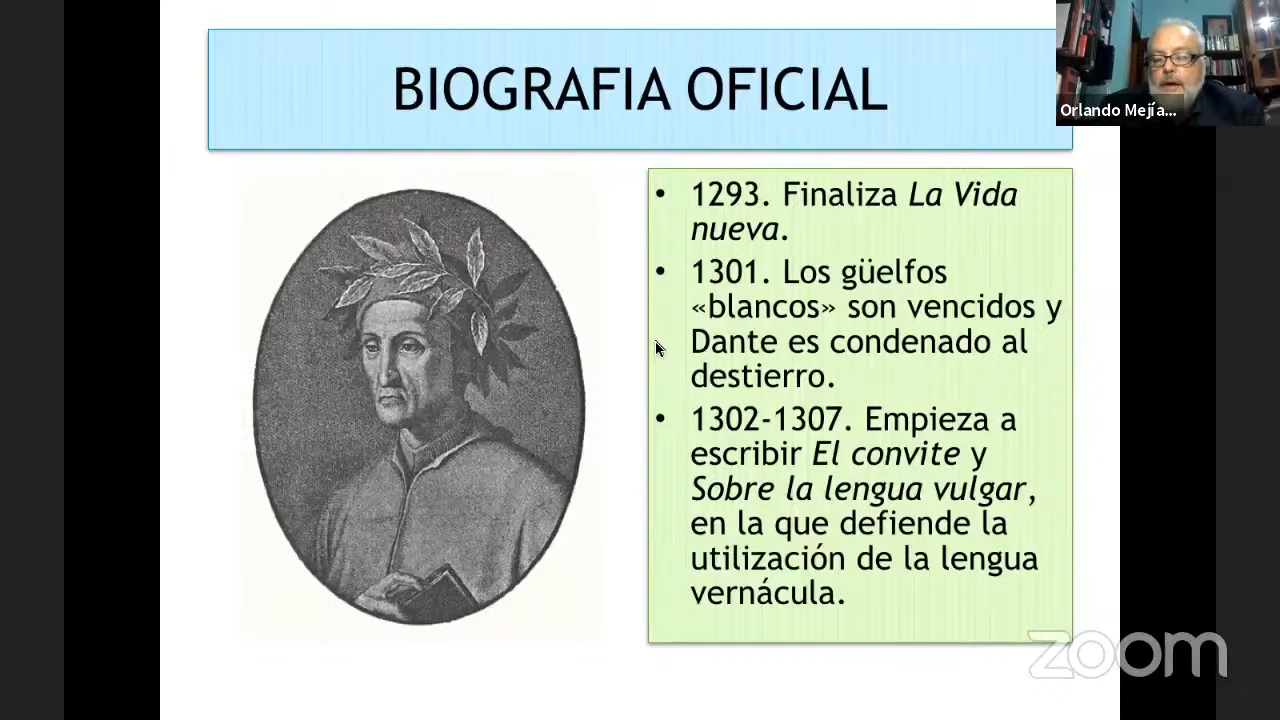 BIOGRAFIA OFICIAL
Orlando Mejía...
• 1293. Finaliza La Vida
nueva.
• 1301. Los güelfos
«blancos» son vencidos y
Dante es condenado al
destierro.
• 1302-1307. Empieza a
escribir El convite y
Sobre la lengua vulgar,
en la que defiende la
utilización de la lengua
vernácula.
zoom